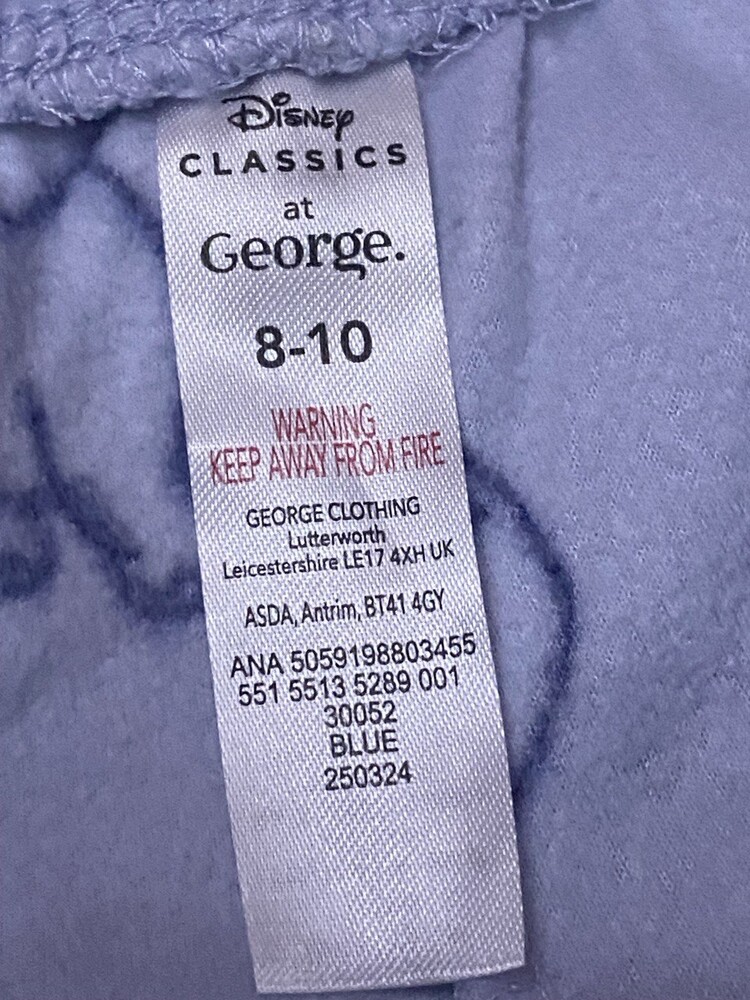 Disney
CLASSICS
at
George.
8-10
WARNING
KEEP AWAY FROM FIRE
GEORGE CLOTHING
Lutterworth
Leicestershire LE17 4XH UK
ASDA, Antrim, BT41 4GY
ANA 5059198803455
551 5513 5289 001
30052
BLUE
250324